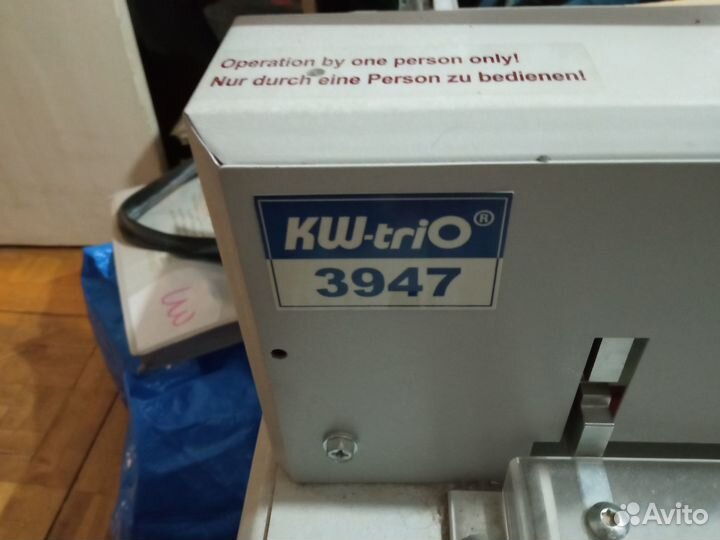 Operation by one person only!
Nur durch eine Person zu bedienen!
KW-triO®
3947
Avito